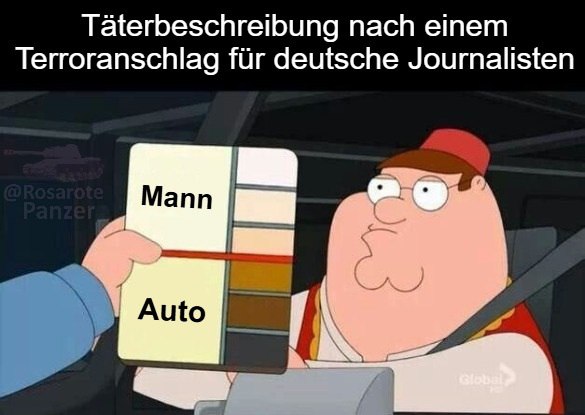 Täterbeschreibung nach einem
Terroranschlag für deutsche Journalisten
@Rosarote
Panzer
Mann
Auto
Global